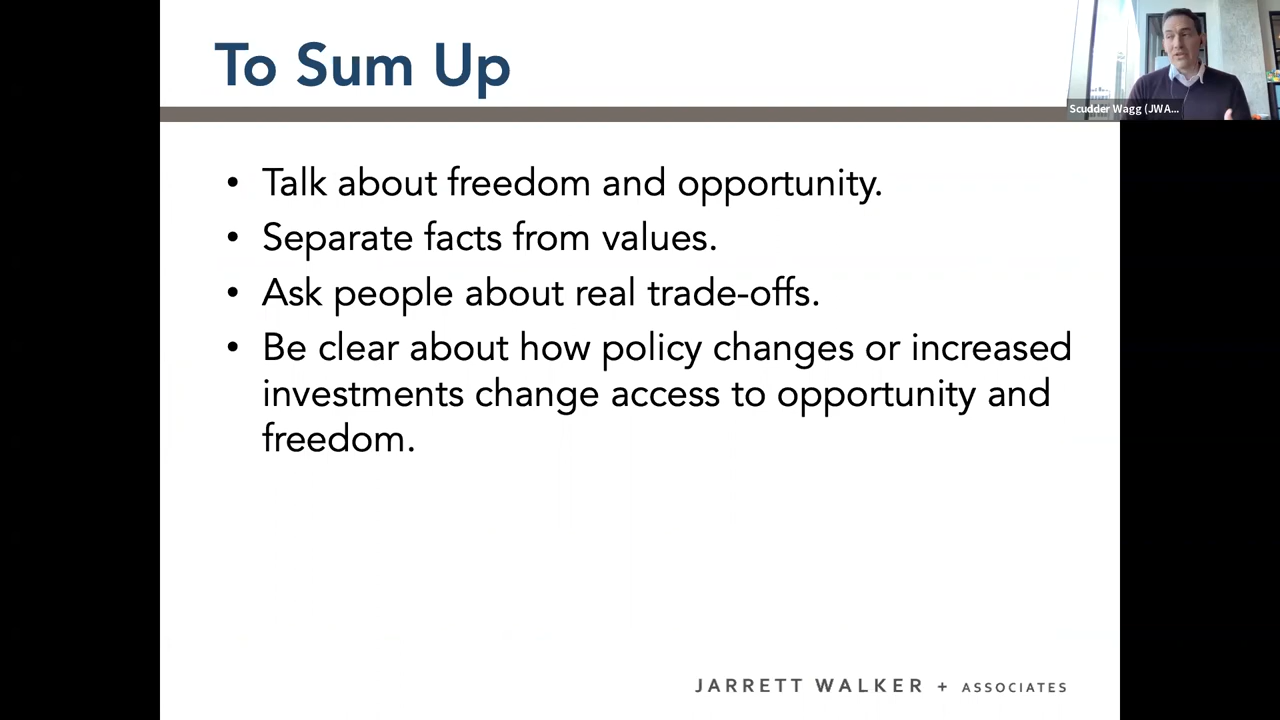 To Sum Up
Scudder Wagg (JWA...
• Talk about freedom and opportunity.
• Separate facts from values.
• Ask people about real trade-offs.
• Be clear about how policy changes or increased
investments change access to opportunity and
freedom.
JARRETT WALKER + ASSOCIATES